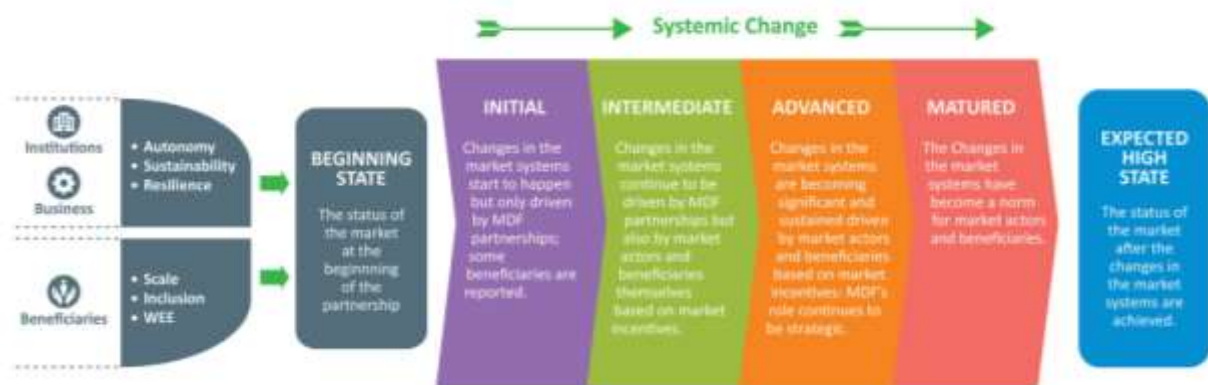 Systemic Change
Institutions
Business
Beneficiaries
• Autonomy
• Sustainability
• Resilience
• Scale
• Inclusion
• WEE
BEGINNING
STATE
The status of
the market
at the
beginnning
of the
partnership
INITIAL
Changes in the
market systems
start to happen
but only driven
by MDF
partnerships;
some
beneficiaries are
reported.
INTERMEDIATE
Changes in the
market systems
continue to be
driven by MDF
partnerships but
also by market
actors and
beneficiaries
themselves
based on market
incentives.
ADVANCED
Changes in the
market systems
are becoming
significant and
sustained driven
by market actors
and beneficiaries
based on market
incentives: MDF's
role continues to
be strategic.
MATURED
The Changes in
the market
systems have
become a norm
for market actors
and beneficiaries.
EXPECTED
HIGH
STATE
The status of
the market
after the
changes in
the market
systems are
achieved.